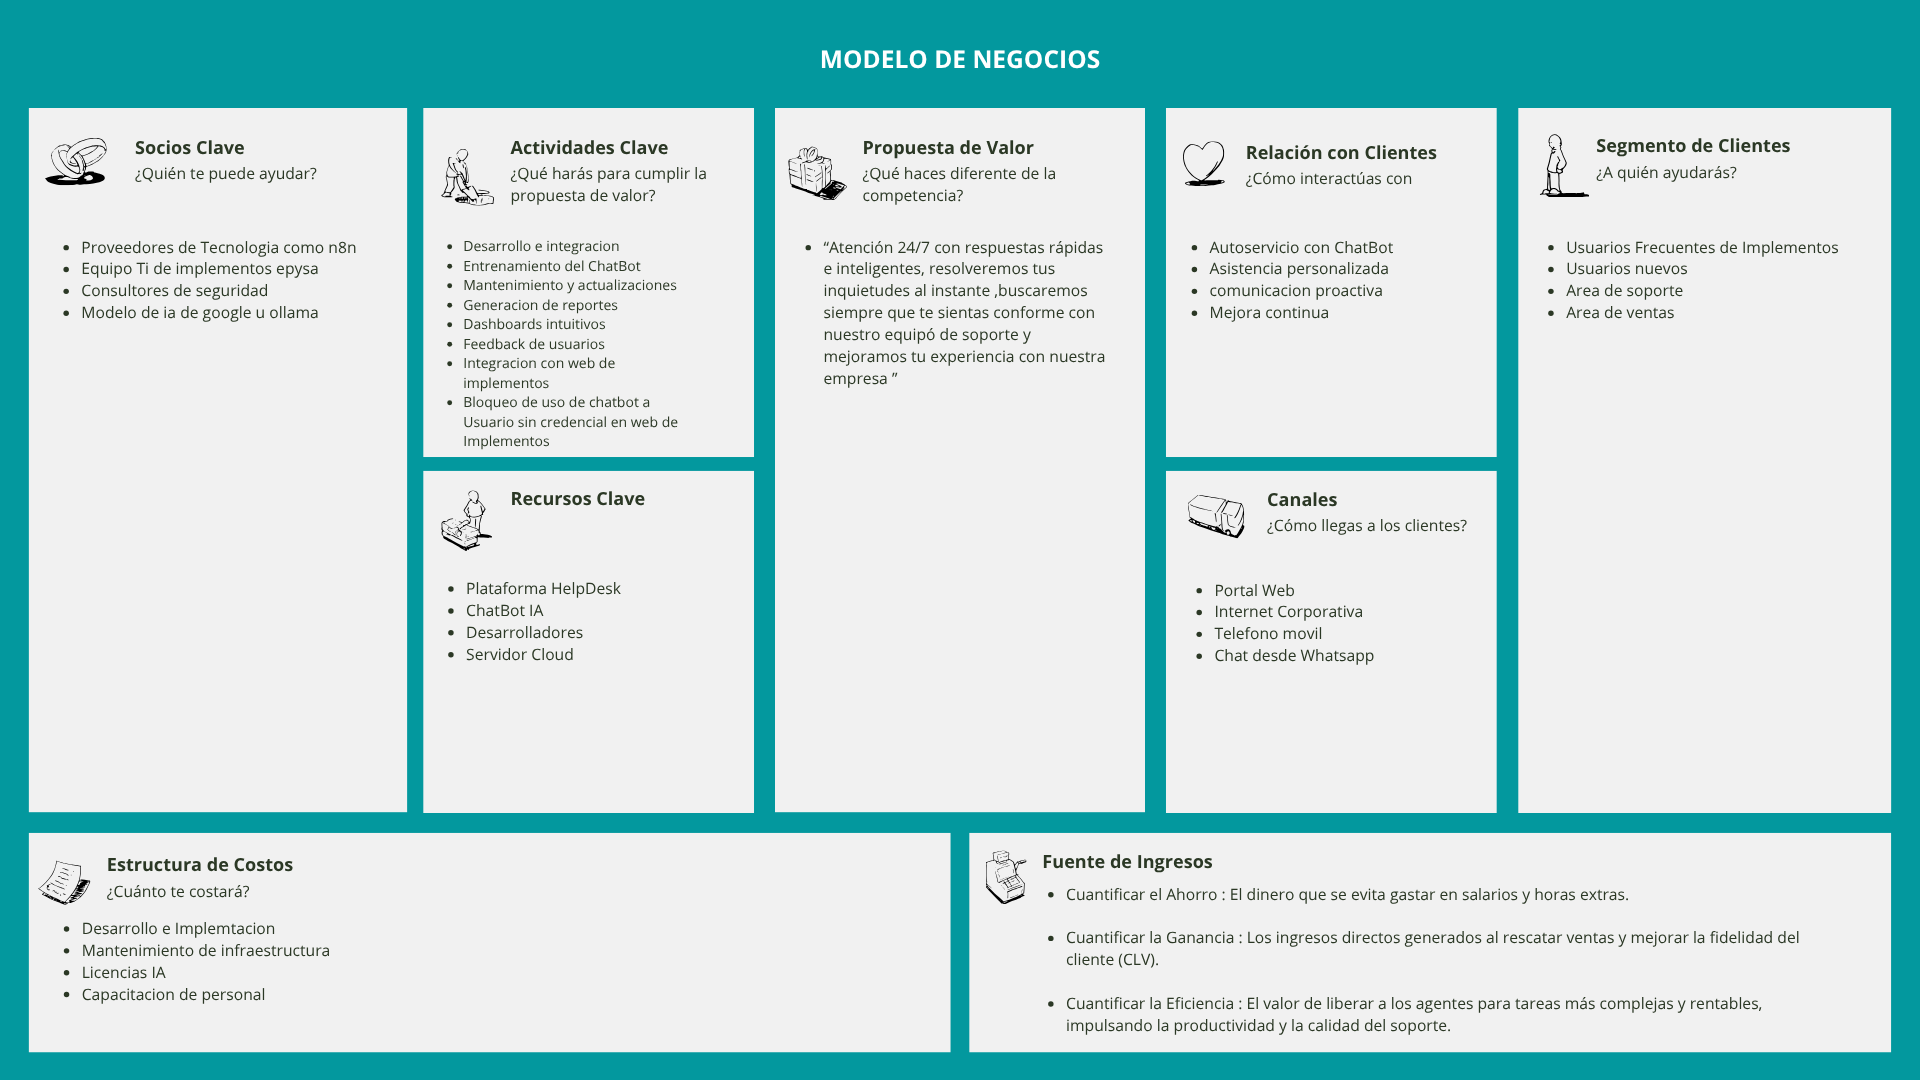 MODELO DE NEGOCIOS
Socios Clave
¿Quién te puede ayudar?
• Proveedores de Tecnologia como n8n
• Equipo Ti de implementos epysa
• Consultores de seguridad
• Modelo de ia de google u ollama
Actividades Clave
¿Qué harás para cumplir la
propuesta de valor?
• Desarrollo e integracion
• Entrenamiento del ChatBot
• Mantenimiento y actualizaciones
• Generacion de reportes
• Dashboards intuitivos
• Feedback de usuarios
• Integracion con web de
implementos
• Bloqueo de uso de chatbot a
Usuario sin credencial en web de
Implementos
Recursos Clave
• Plataforma HelpDesk
• ChatBot IA
• Desarrolladores
• Servidor Cloud
Propuesta de Valor
¿Qué haces diferente de la
competencia?
• “Atención 24/7 con respuestas rápidas
e inteligentes, resolveremos tus
inquietudes al instante ,buscaremos
siempre que te sientas conforme con
nuestro equipó de soporte y
mejoramos tu experiencia con nuestra
empresa ”
Relación con Clientes
¿Cómo interactúas con
• Autoservicio con ChatBot
• Asistencia personalizada
• comunicacion proactiva
• Mejora continua
Canales
¿Cómo llegas a los clientes?
• Portal Web
• Internet Corporativa
• Telefono movil
• Chat desde Whatsapp
Segmento de Clientes
¿A quién ayudarás?
• Usuarios Frecuentes de Implementos
• Usuarios nuevos
• Area de soporte
• Area de ventas
Estructura de Costos
¿Cuánto te costará?
• Desarrollo e Implemtacion
• Mantenimiento de infraestructura
• Licencias IA
• Capacitacion de personal
Fuente de Ingresos
• Cuantificar el Ahorro : El dinero que se evita gastar en salarios y horas extras.
• Cuantificar la Ganancia : Los ingresos directos generados al rescatar ventas y mejorar la fidelidad del
cliente (CLV).
• Cuantificar la Eficiencia : El valor de liberar a los agentes para tareas más complejas y rentables,
impulsando la productividad y la calidad del soporte.